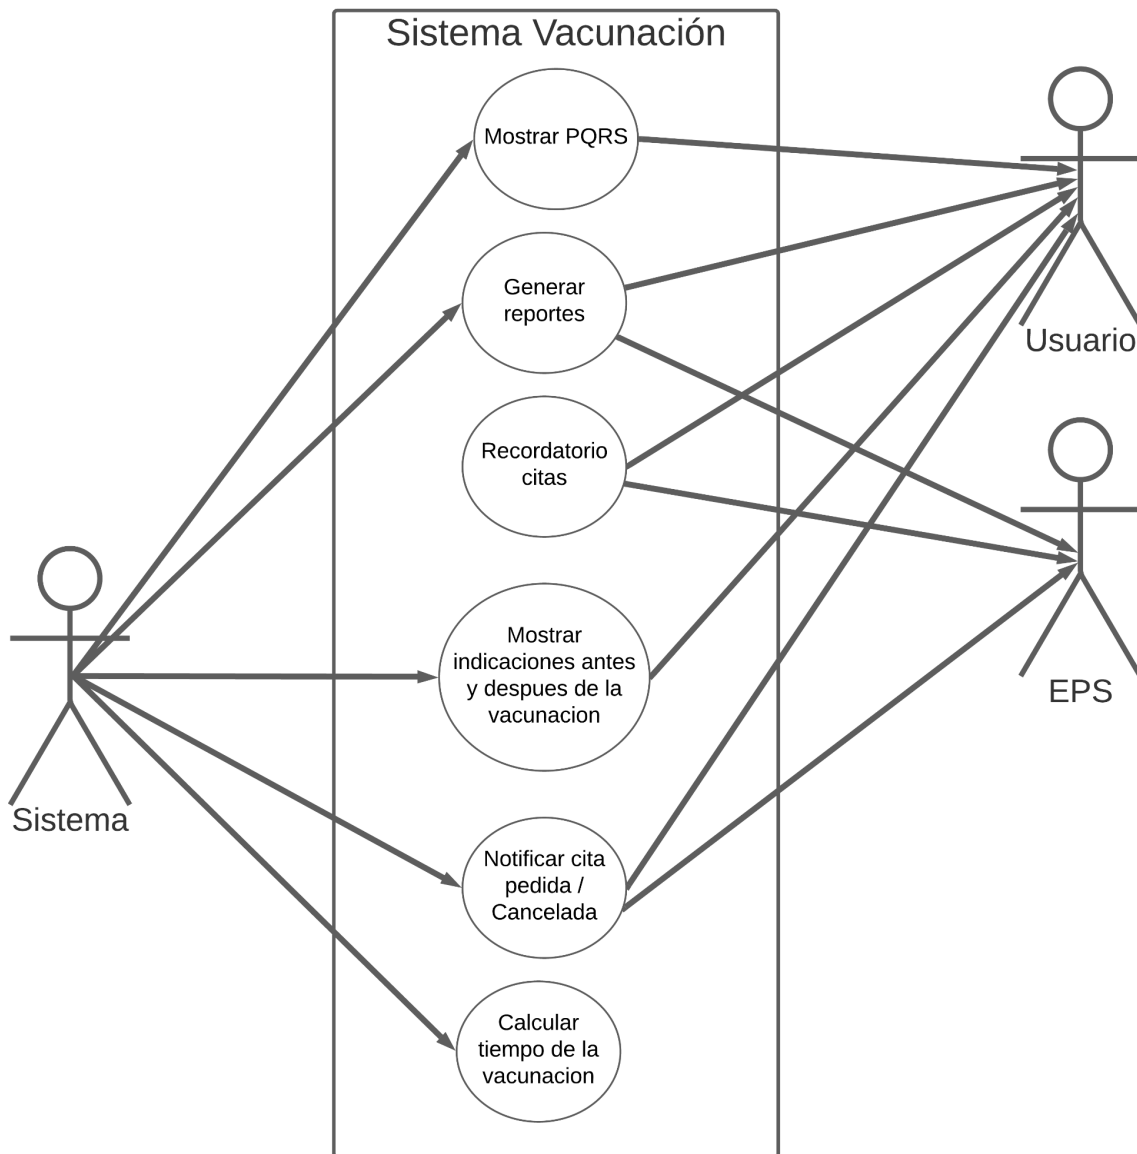 Sistema Vacunación
Mostrar PQRS
Generar
reportes
Usuario
Recordatorio
citas
Mostrar
indicaciones antes
y despues de la
vacunacion
EPS
Sistema
Notificar cita
pedida /
Cancelada
Calcular
tiempo de la
vacunacion